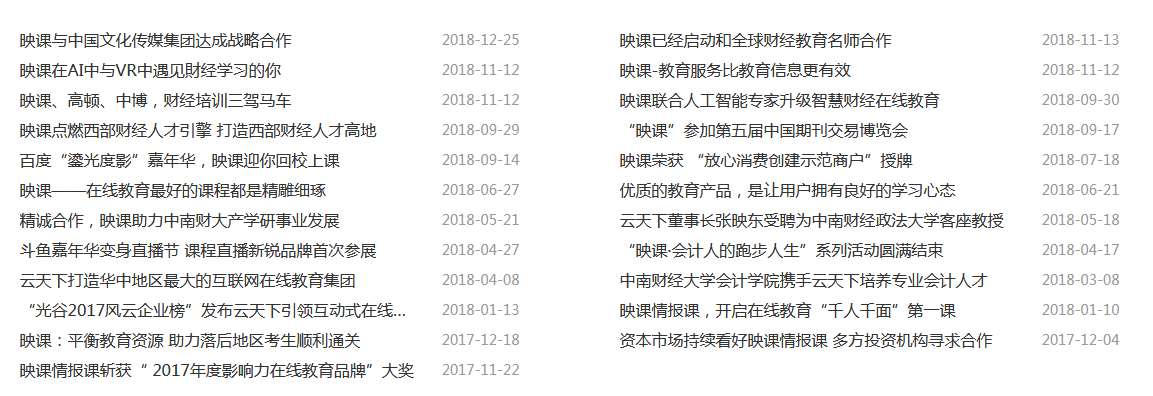 映课与中国文化传媒集团达成战略合作 2018-12-25
映课已经启动和全球财经教育名师合作 2018-11-13
映课在AI中与VR中遇见财经学习的你 2018-11-12
映课-教育服务比教育信息更有效 2018-11-12
映课、高顿、中博，财经培训三驾马车 2018-11-12
映课联合人工智能专家升级智慧财经在线教育 2018-09-30
映课点燃西部财经人才引擎 打造西部财经人才高地 2018-09-29
“映课”参加第五届中国期刊交易博览会 2018-09-17
百度“鎏光度影”嘉年华，映课迎你回校上课 2018-09-14
映课荣获 “放心消费创建示范商户”授牌 2018-07-18
映课——在线教育最好的课程都是精雕细琢 2018-06-27
优质的教育产品，是让用户拥有良好的学习心态 2018-06-21
精诚合作，映课助力中南财大产学研事业发展 2018-05-21
云天下董事长张映东受聘为中南财经政法大学客座教授 2018-05-18
斗鱼嘉年华变身直播节 课程直播新锐品牌首次参展 2018-04-27
“映课·会计人的跑步人生”系列活动圆满结束 2018-04-17
云天下打造华中地区最大的互联网在线教育集团 2018-04-08
中南财经大学会计学院携手云天下培养专业会计人才 2018-03-08
“光谷2017风云企业榜”发布云天下引领互动式在线... 2018-01-13
映课情报课，开启在线教育“千人千面”第一课 2018-01-10
映课：平衡教育资源 助力落后地区考生顺利通关 2017-12-18
资本市场持续看好映课情报课 多方投资机构寻求合作 2017-12-04
映课情报课斩获“ 2017年度影响力在线教育品牌”大奖 2017-11-22